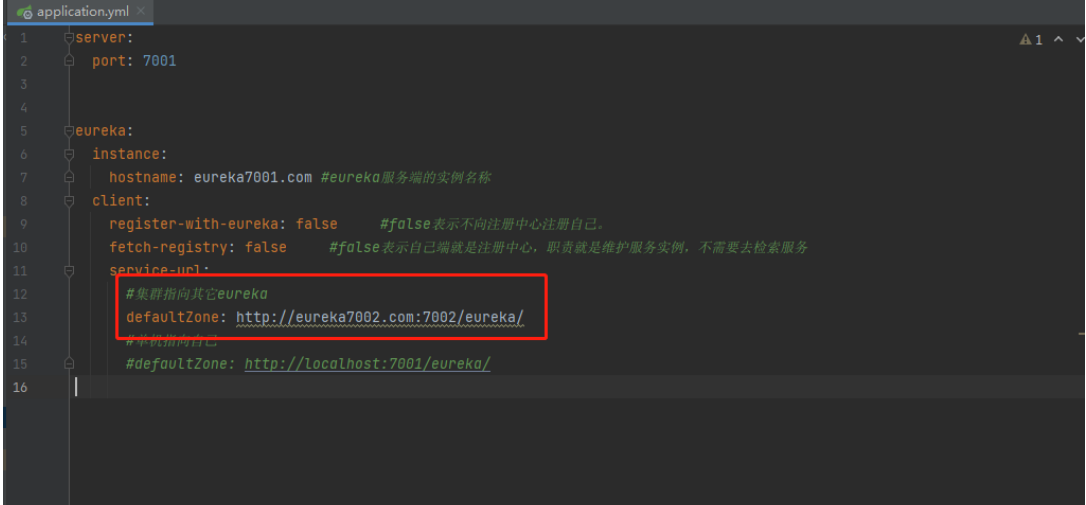 application.yml
1 server: 1
2 port: 7001
3
4
5 eureka:
6 instance:
7 hostname: eureka7001.com #eureka服务端的实例名称
8 client:
9 register-with-eureka: false #false表示不向注册中心注册自己。
10 fetch-registry: false #false表示自己端就是注册中心，职责就是维护服务实例，不需要去检索服务
11 service-url:
12 #集群指向其它eureka
13 defaultZone: http://eureka7002.com:7002/eureka/
14 #单机指向自己
15 #defaultZone: http://localhost:7001/eureka/
16